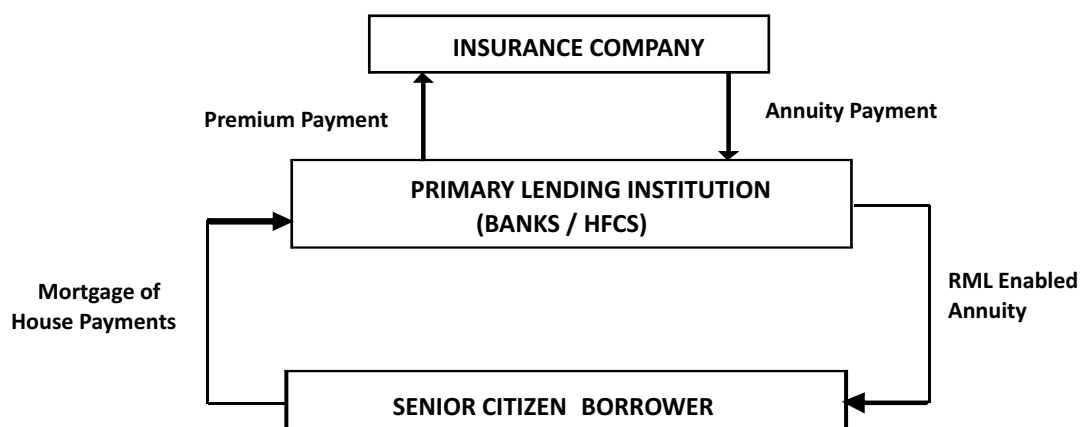 INSURANCE COMPANY
Premium Payment
Annuity Payment
PRIMARY LENDING INSTITUTION
(BANKS / HFCS)
Mortgage of
House Payments
RML Enabled
Annuity
SENIOR CITIZEN BORROWER